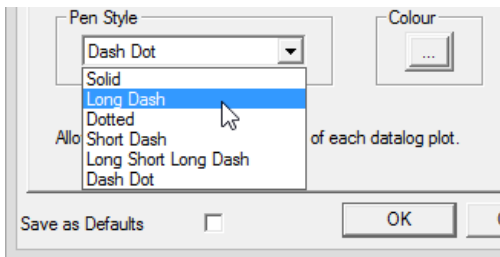 Pen Style
Colour
Dash Dot
...
Solid
Long Dash
Dotted
Short Dash
Long Short Long Dash
Dash Dot
Allo
of each datalog plot.
Save as Defaults
OK